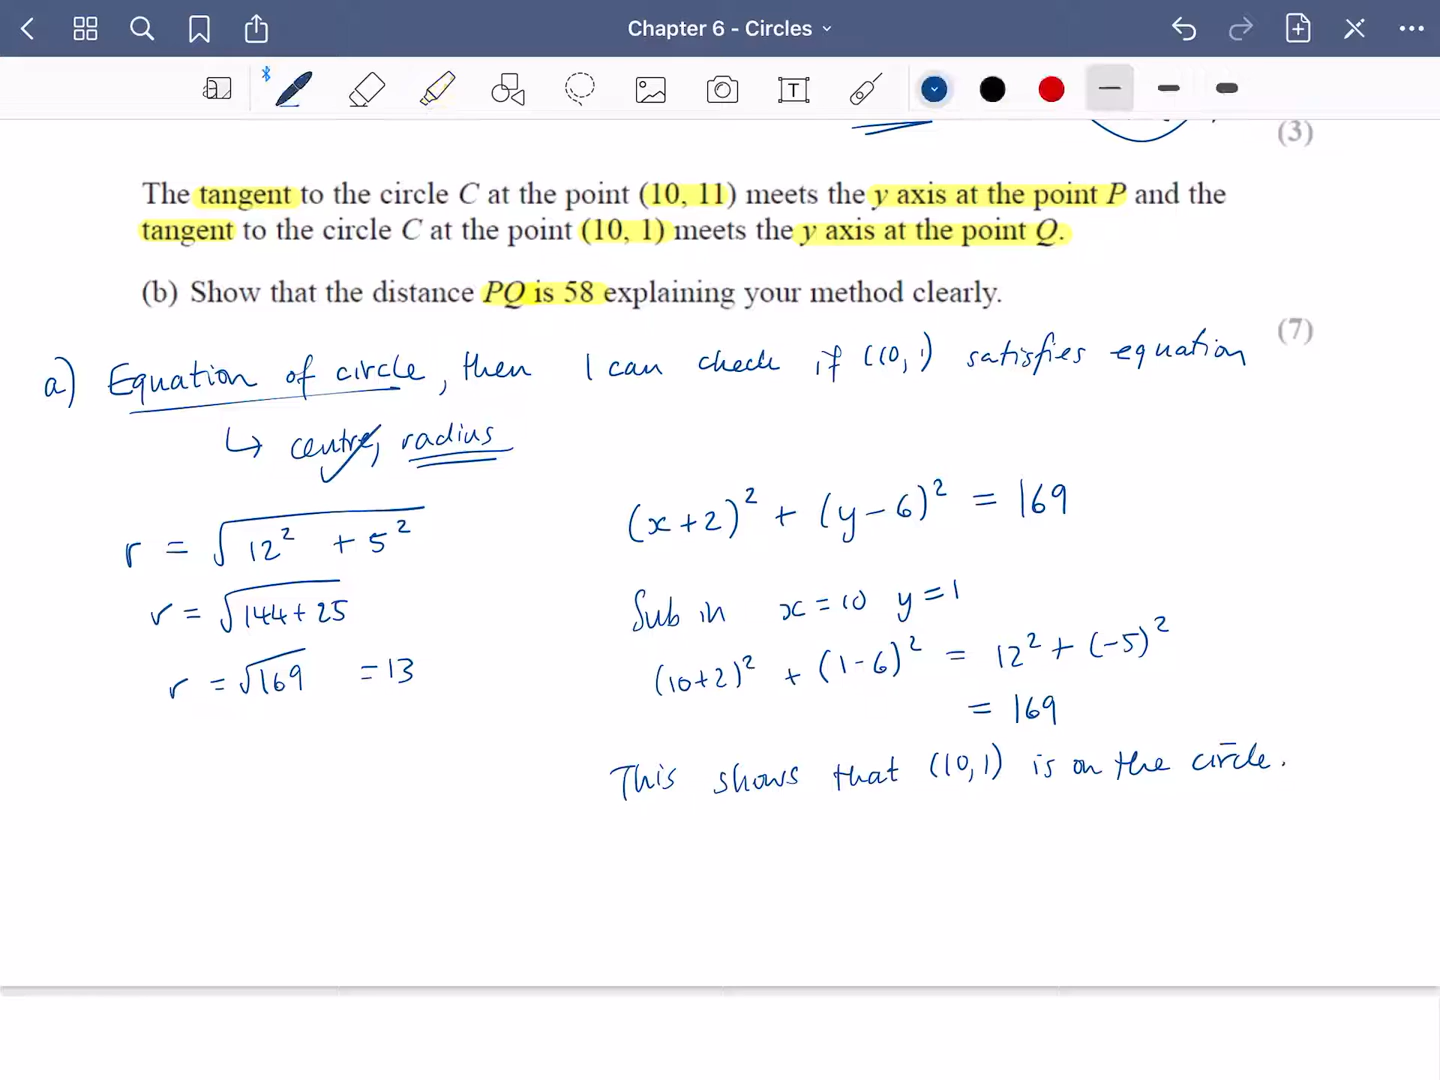 Chapter 6 - Circles
(3)
The tangent to the circle C at the point (10, 11) meets the y axis at the point P and the
tangent to the circle C at the point (10, 1) meets the y axis at the point Q.
(b) Show that the distance PQ is 58 explaining your method clearly.
(7)
a) Equation of circle, then I can check if (10,1) satisfies equation
↳ centre, radius
(x+2)² + (y-6)² = 169
r = √12² + 5²
r = √144+25
Sub in x=10 y=1
(10+2)² + (1-6)² = 12² + (-5)²
r = √169 = 13
= 169
This shows that (10,1) is on the circle.